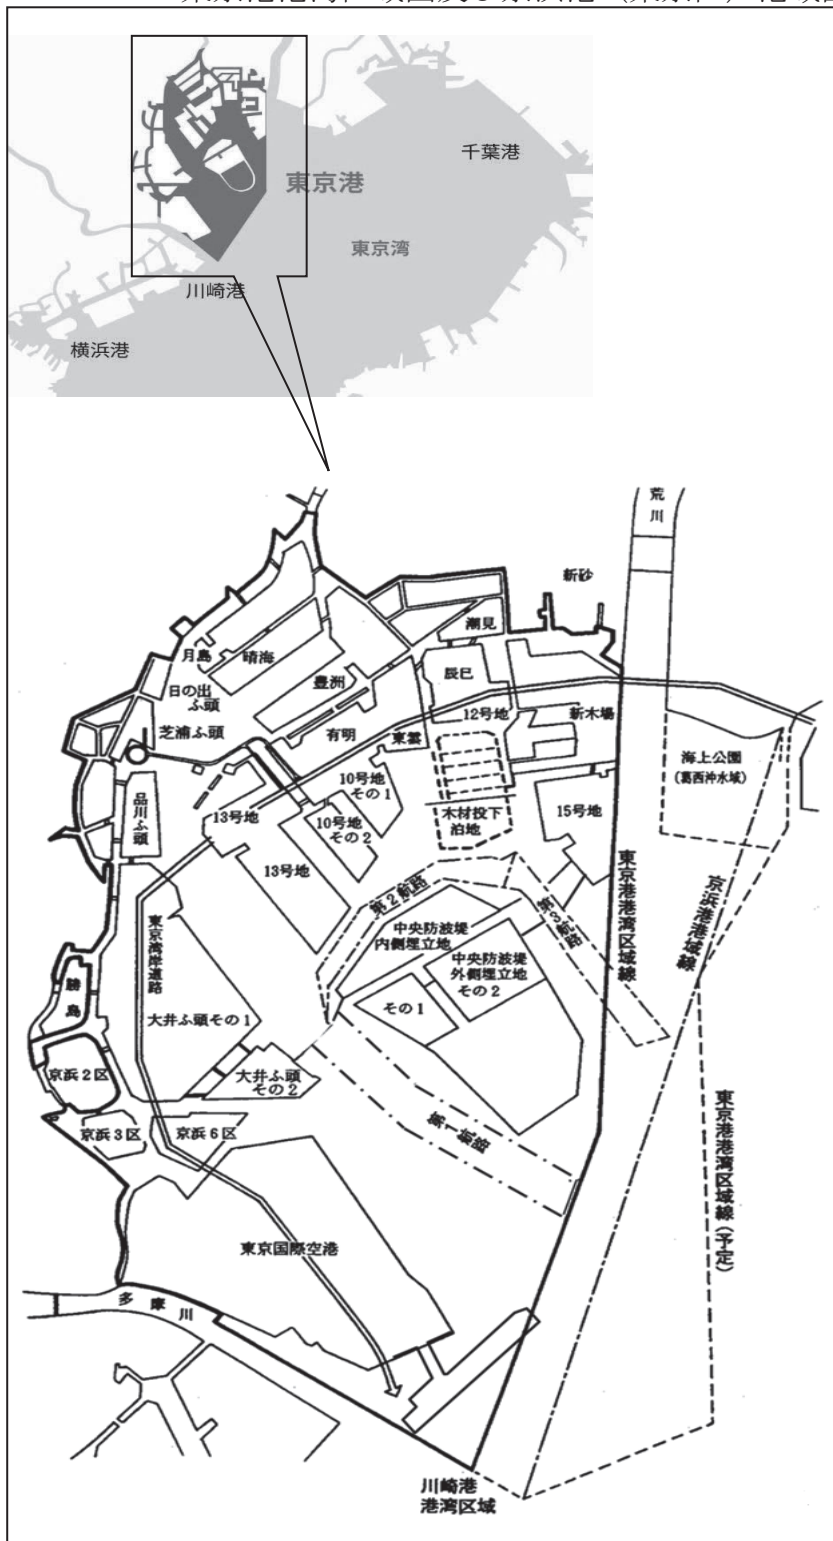 千葉港
東京港
東京湾
川崎港
横浜港
荒川
新砂
潮見
月島
晴海
辰巳
日の出
ふ頭
豊洲
12号地
新木場
芝浦ふ頭
有明
東雲
海上公園
(葛西沖水域)
10号地
その1
品川ふ頭
13号地
10号地
その2
木材投下
泊地
15号地
13号地
第2航路
東京港港湾区域線
京浜港港域線
中央防波堤
内側埋立地
第3航路
東京湾岸道路
中央防波堤
外側埋立地
その2
その1
勝島
大井ふ頭その1
京浜2区
大井ふ頭
その2
第1航路
東京港港湾区域線(予定)
京浜3区
京浜6区
東京国際空港
多摩川
川崎港
港湾区域